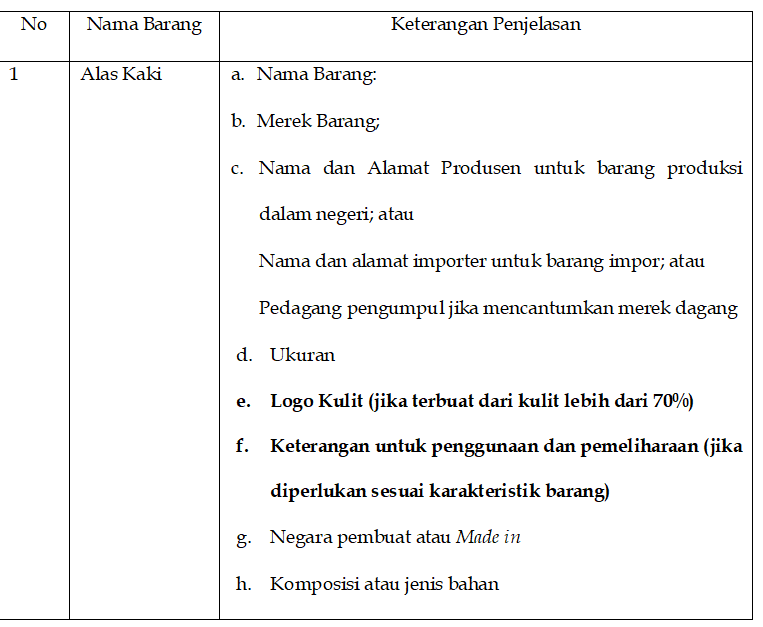 No Nama Barang Keterangan Penjelasan
1 Alas Kaki a. Nama Barang:
b. Merek Barang;
c. Nama dan Alamat Produsen untuk barang produksi
dalam negeri; atau
Nama dan alamat importer untuk barang impor; atau
Pedagang pengumpul jika mencantumkan merek dagang
d. Ukuran
e. Logo Kulit (jika terbuat dari kulit lebih dari 70%)
f. Keterangan untuk penggunaan dan pemeliharaan (jika
diperlukan sesuai karakteristik barang)
g. Negara pembuat atau Made in
h. Komposisi atau jenis bahan